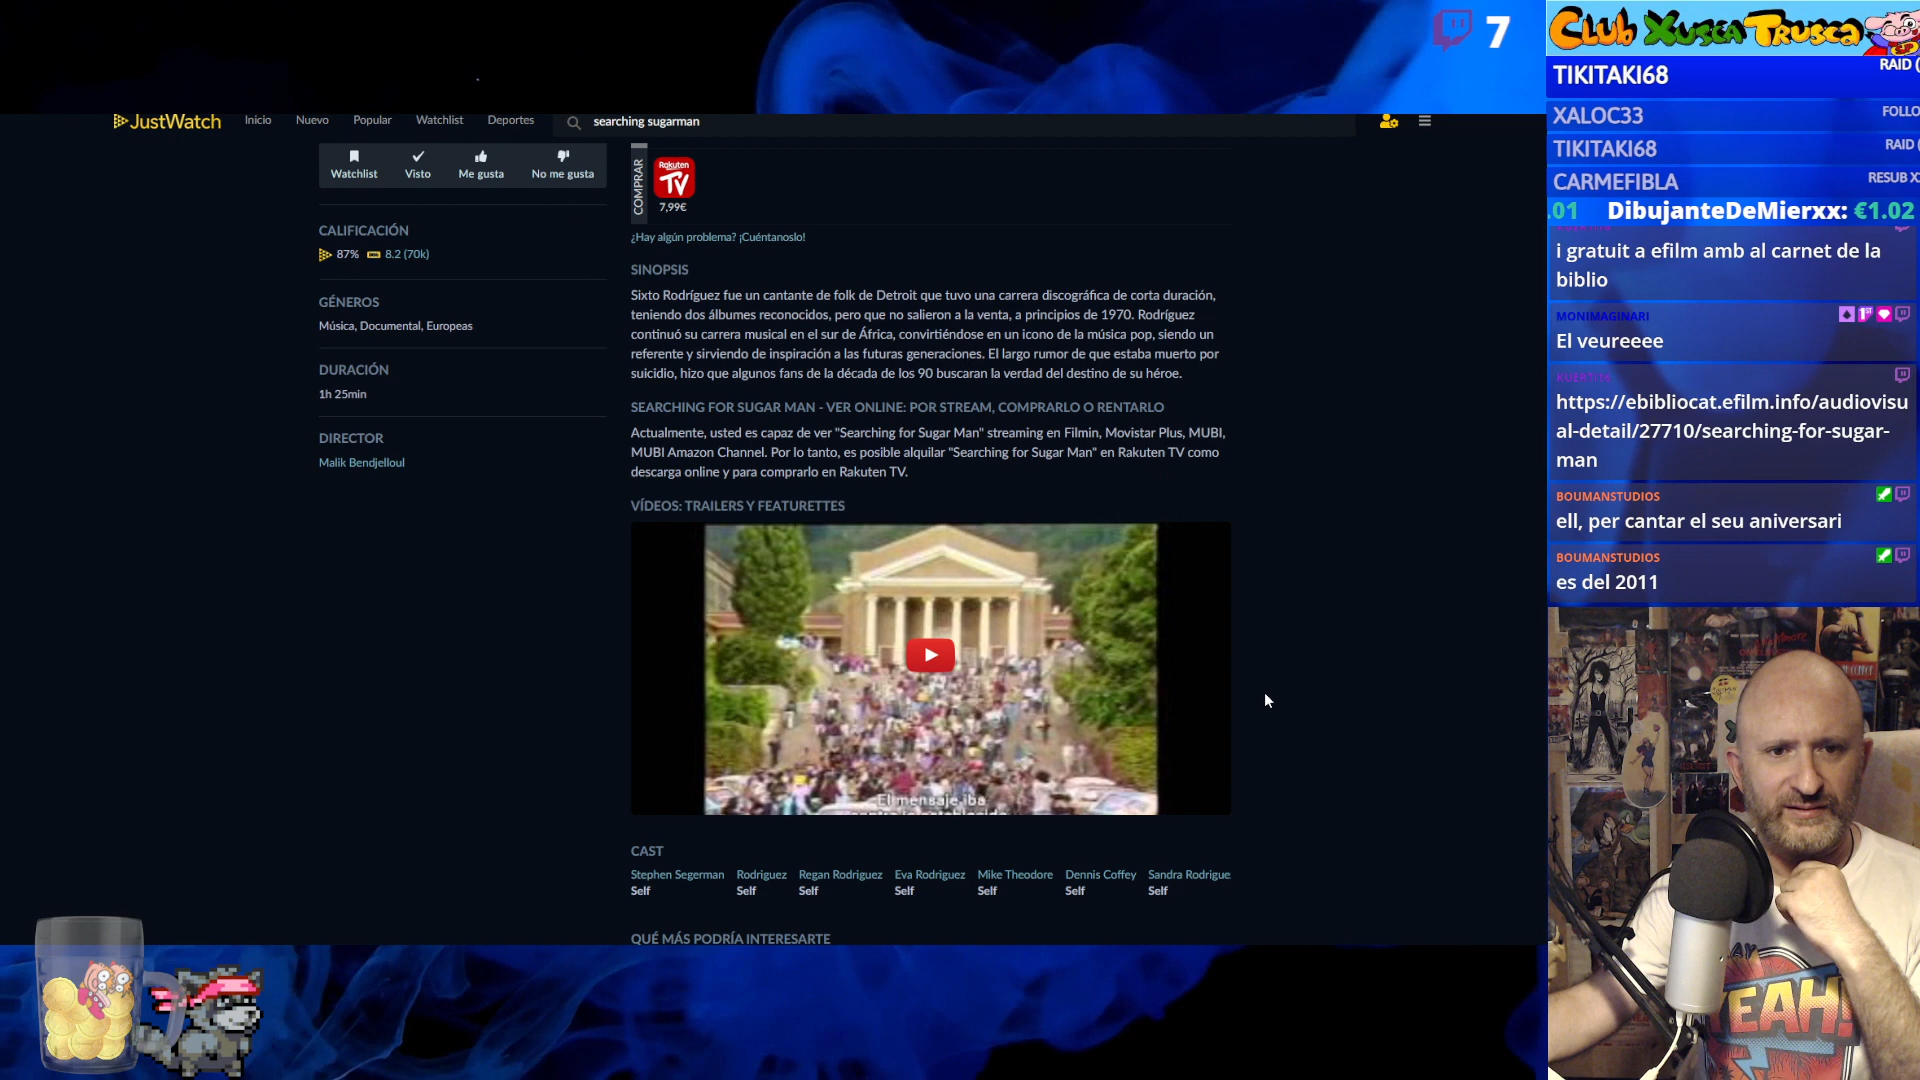 7
JustWatch
Inicio
Nuevo
Popular
Watchlist
Deportes
searching sugarman
Watchlist
Visto
Me gusta
No me gusta
CALIFICACIÓN
87%
8.2 (70k)
GÉNEROS
Música, Documental, Europeas
DURACIÓN
1h 25min
DIRECTOR
Malik Bendjelloul
COMPRAR
Rakuten
TV
7,99€
¿Hay algún problema? ¡Cuéntanoslo!
SINOPSIS
Sixto Rodríguez fue un cantante de folk de Detroit que tuvo una carrera discográfica de corta duración,
teniendo dos álbumes reconocidos, pero que no salieron a la venta, a principios de 1970. Rodríguez
continuó su carrera musical en el sur de África, convirtiéndose en un icono de la música pop, siendo un
referente y sirviendo de inspiración a las futuras generaciones. El largo rumor de que estaba muerto por
suicidio, hizo que algunos fans de la década de los 90 buscaran la verdad del destino de su héroe.
SEARCHING FOR SUGAR MAN - VER ONLINE: POR STREAM, COMPRARLO O RENTARLO
Actualmente, usted es capaz de ver "Searching for Sugar Man" streaming en Filmin, Movistar Plus, MUBI,
MUBI Amazon Channel. Por lo tanto, es posible alquilar "Searching for Sugar Man" en Rakuten TV como
descarga online y para comprarlo en Rakuten TV.
VÍDEOS: TRAILERS Y FEATURETTES
El mensaje iba
CAST
Stephen Segerman
Self
Rodriguez
Self
Regan Rodriguez
Self
Eva Rodriguez
Self
Mike Theodore
Self
Dennis Coffey
Self
Sandra Rodrigue
Self
QUÉ MÁS PODRÍA INTERESARTE
Club Xusca Trusca
TIKITAKI68 RAID (
XALOC33 FOLLO
TIKITAKI68 RAID (
CARMEFIBLA RESUB X
.01 DibujanteDeMierxx: €1.02
i gratuit a efilm amb al carnet de la
biblio
MONIMAGINARI
El veureeee
https://ebibliocat.efilm.info/audiovisu
al-detail/27710/searching-for-sugar-
man
BOUMANSTUDIOS
ell, per cantar el seu aniversari
BOUMANSTUDIOS
es del 2011
YEAH!